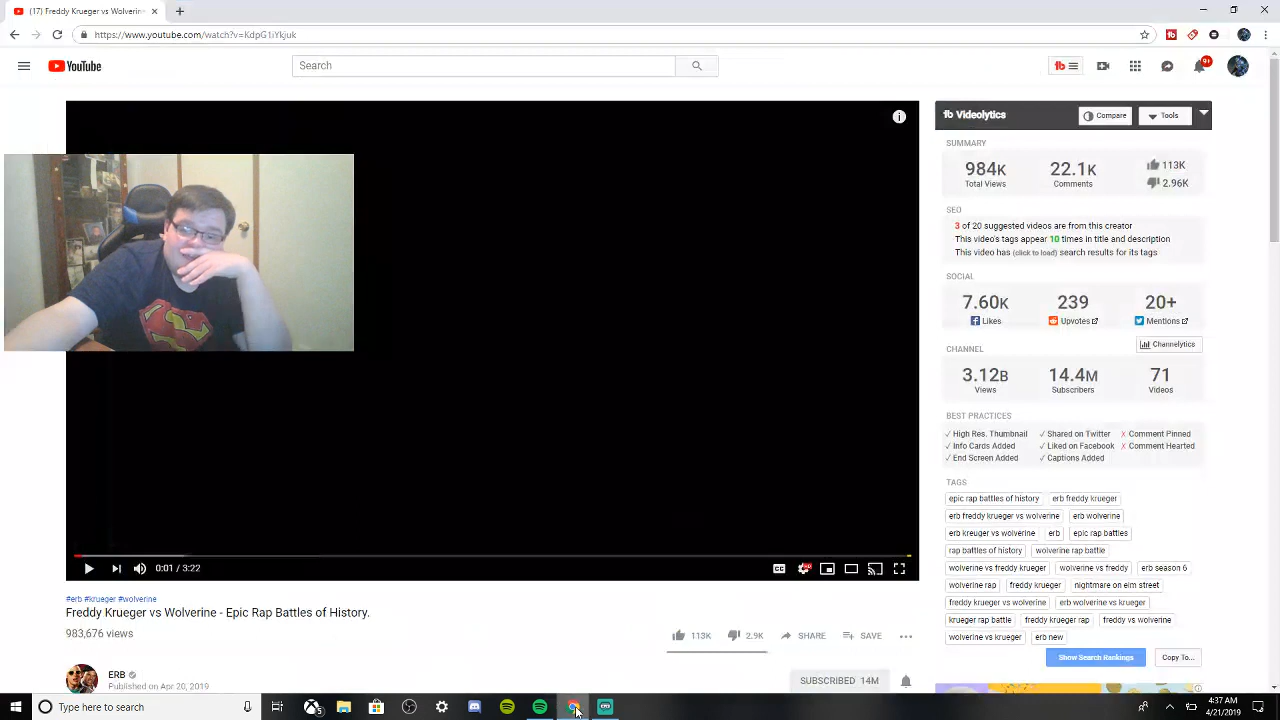 (17) Freddy Krueger vs Wolverin
https://www.youtube.com/watch?v=KdpG1iYkjuk
YouTube
Search
9+
Videolytics
Compare
Tools
SUMMARY
984K
Total Views
22.1K
Comments
113K
2.96K
SEO
3 of 20 suggested videos are from this creator
This video's tags appear 10 times in title and description
This video has (click to load) search results for its tags
SOCIAL
7.60K
Likes
239
Upvotes
20+
Mentions
CHANNEL
Channelytics
3.12B
Views
14.4M
Subscribers
71
Videos
BEST PRACTICES
✓ High Res. Thumbnail ✓ Shared on Twitter ✗ Comment Pinned
✓ Info Cards Added ✓ Liked on Facebook ✗ Comment Hearted
✓ End Screen Added ✓ Captions Added
TAGS
epic rap battles of history erb freddy krueger
erb freddy krueger vs wolverine erb wolverine
erb kreuger vs wolverine erb epic rap battles
rap battles of history wolverine rap battle
wolverine vs freddy krueger wolverine vs freddy erb season 6
wolverine rap freddy krueger nightmare on elm street
freddy krueger vs wolverine erb wolverine vs krueger
krueger rap battle freddy krueger rap freddy vs wolverine
wolverine vs krueger erb new
Show Search Rankings
Copy To...
0:01 / 3:22
CC
HD
#erb #krueger #wolverine
Freddy Krueger vs Wolverine - Epic Rap Battles of History.
983,676 views
113K
2.9K
SHARE
SAVE
ERB
Published on Apr 20, 2019
SUBSCRIBED 14M
Type here to search
4:37 AM
4/21/2019